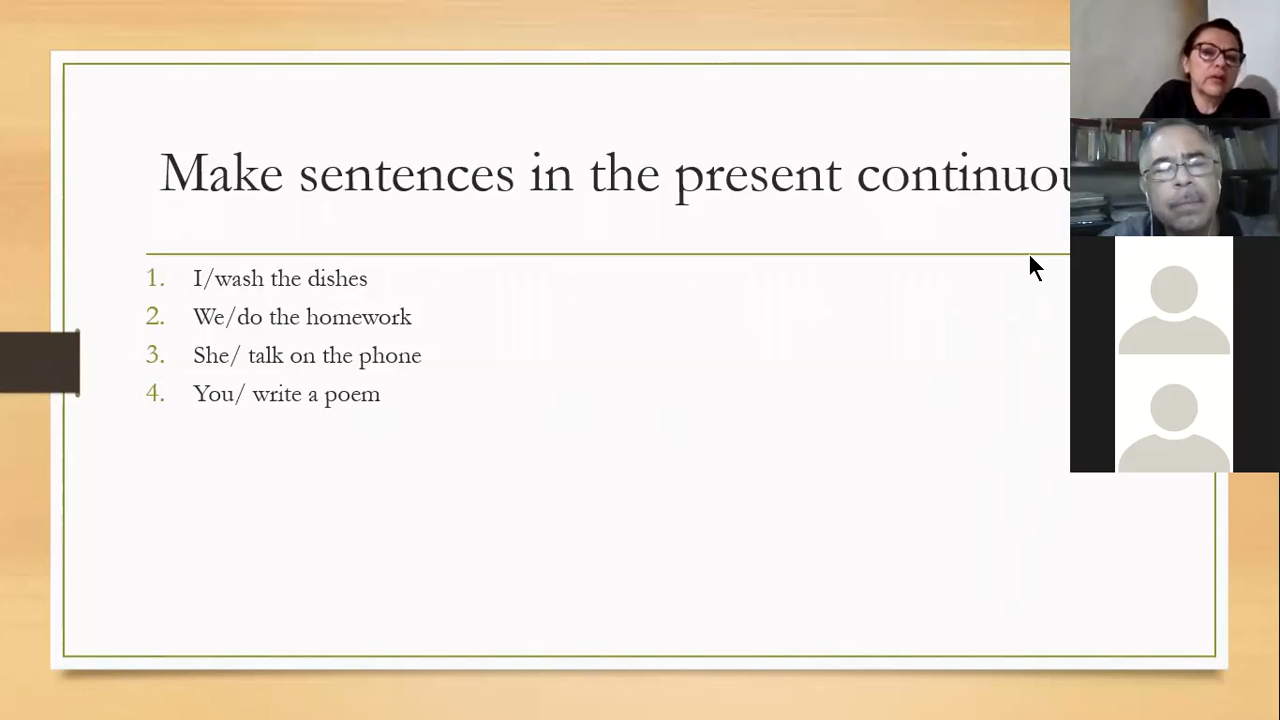 Make sentences in the present
1. I/wash the dishes
2. We/do the homework
3. She/ talk on the phone
4. You/ write a poem